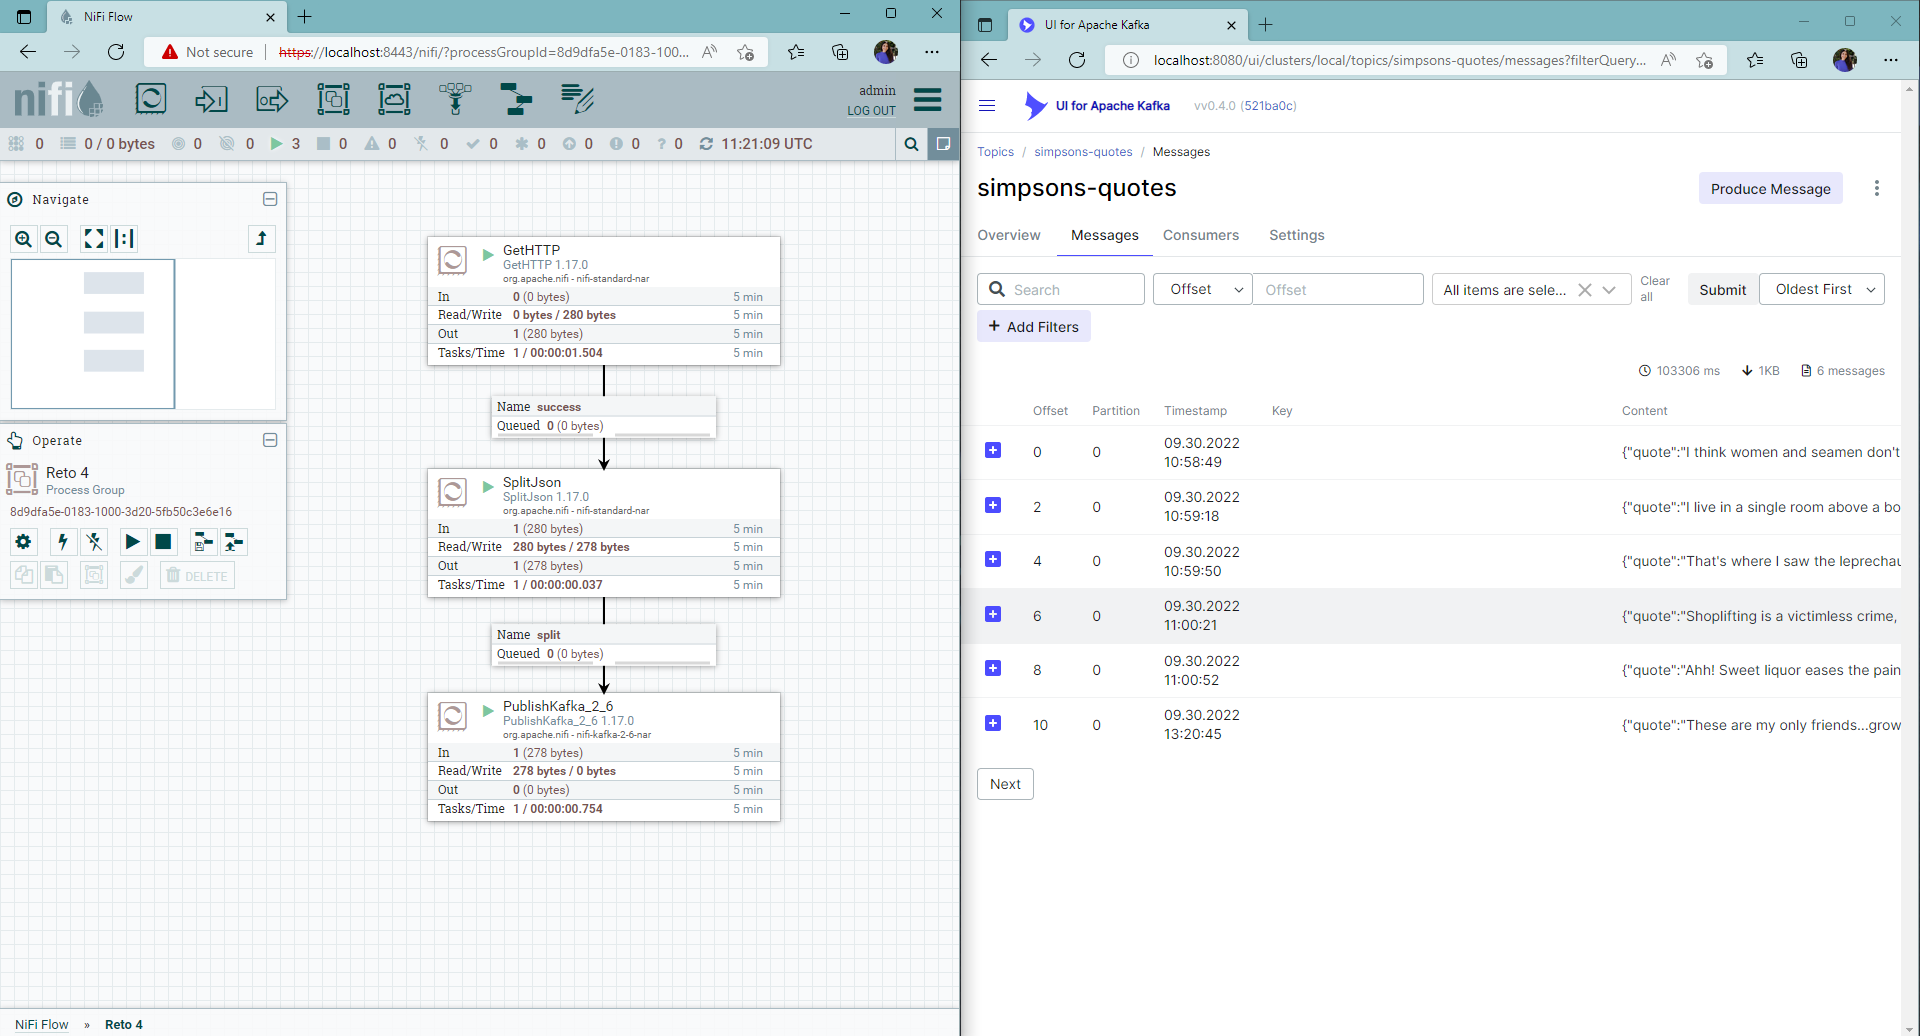 NiFi Flow
Not secure
https://localhost:8443/nifi/?processGroupId=8d9dfa5e-0183-100...
nifi
admin
LOG OUT
0
0 / 0 bytes
0
0
3
0
0
0
0
0
0
0
0
11:21:09 UTC
Navigate
Operate
Reto 4
Process Group
8d9dfa5e-0183-1000-3d20-5fb50c3e6e16
DELETE
GetHTTP
GetHTTP 1.17.0
org.apache.nifi - nifi-standard-nar
In 0 (0 bytes) 5 min
Read/Write 0 bytes / 280 bytes 5 min
Out 1 (280 bytes) 5 min
Tasks/Time 1 / 00:00:01.504 5 min
Name success
Queued 0 (0 bytes)
SplitJson
SplitJson 1.17.0
org.apache.nifi - nifi-standard-nar
In 1 (280 bytes) 5 min
Read/Write 280 bytes / 278 bytes 5 min
Out 1 (278 bytes) 5 min
Tasks/Time 1 / 00:00:00.037 5 min
Name split
Queued 0 (0 bytes)
PublishKafka_2_6
PublishKafka_2_6 1.17.0
org.apache.nifi - nifi-kafka-2-6-nar
In 1 (278 bytes) 5 min
Read/Write 278 bytes / 0 bytes 5 min
Out 0 (0 bytes) 5 min
Tasks/Time 1 / 00:00:00.754 5 min
NiFi Flow » Reto 4
UI for Apache Kafka
localhost:8080/ui/clusters/local/topics/simpsons-quotes/messages?filterQuery...
UI for Apache Kafka vv0.4.0 (521ba0c)
Topics / simpsons-quotes / Messages
simpsons-quotes
Produce Message
Overview Messages Consumers Settings
Search
Offset
Offset
All items are sele...
Clear all
Submit
Oldest First
+ Add Filters
103306 ms 1KB 6 messages
Offset Partition Timestamp Key Content
0 0 09.30.2022 10:58:49 {"quote":"I think women and seamen don't
2 0 09.30.2022 10:59:18 {"quote":"I live in a single room above a bo
4 0 09.30.2022 10:59:50 {"quote":"That's where I saw the leprechau
6 0 09.30.2022 11:00:21 {"quote":"Shoplifting is a victimless crime,
8 0 09.30.2022 11:00:52 {"quote":"Ahh! Sweet liquor eases the pain
10 0 09.30.2022 13:20:45 {"quote":"These are my only friends...grow
Next